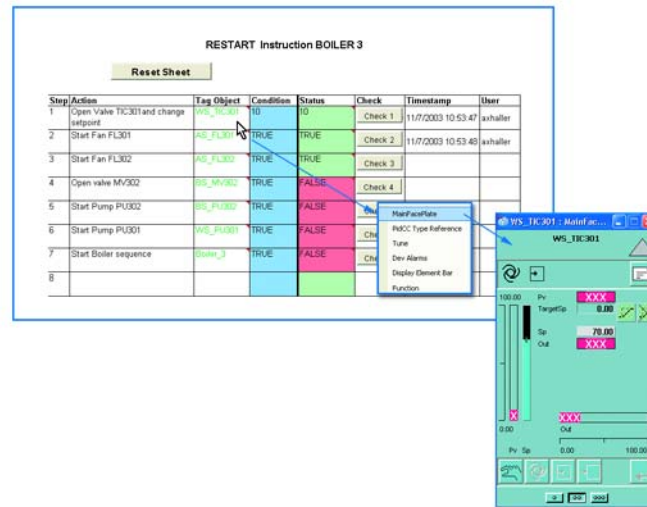 RESTART Instruction BOILER 3
Reset Sheet
Step Action Tag Object Condition Status Check Timestamp User
1 Open Valve TIC301and change setpoint WS_TIC301 10 10 Check 1 11/7/2003 10:53:47 axhaller
2 Start Fan FL301 AS_FL301 TRUE TRUE Check 2 11/7/2003 10:53:48 axhaller
3 Start Fan FL302 AS_FL302 TRUE TRUE Check 3
4 Open valve MV302 BS_MV302 TRUE FALSE Check 4
5 Start Pump PU302 BS_PU302 TRUE FALSE
6 Start Pump PU301 WS_PU301 TRUE FALSE
7 Start Boiler sequence Boiler_3 TRUE FALSE
8
MainFacePlate
PidCC Type Reference
Tune
Dev Alarms
Display Element Bar
Function
WS_TIC301 : MainFac...
WS_TIC301
100.00 Pv XXX
TargetSp 0.00
Sp 70.00
Out XXX
X XXX
0.00 Out
Pv Sp 0.00 100.00